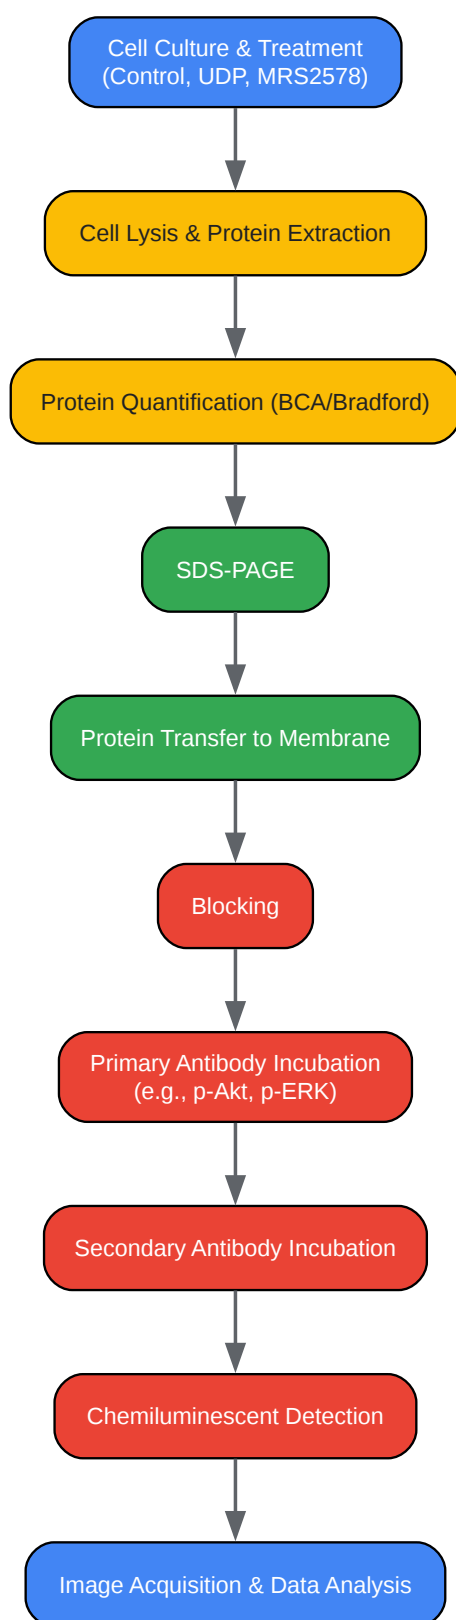 Cell Culture & Treatment
(Control, UDP, MRS2578)
Cell Lysis & Protein Extraction
Protein Quantification (BCA/Bradford)
SDS-PAGE
Protein Transfer to Membrane
Blocking
Primary Antibody Incubation
(e.g., p-Akt, p-ERK)
Secondary Antibody Incubation
Chemiluminescent Detection
Image Acquisition & Data Analysis